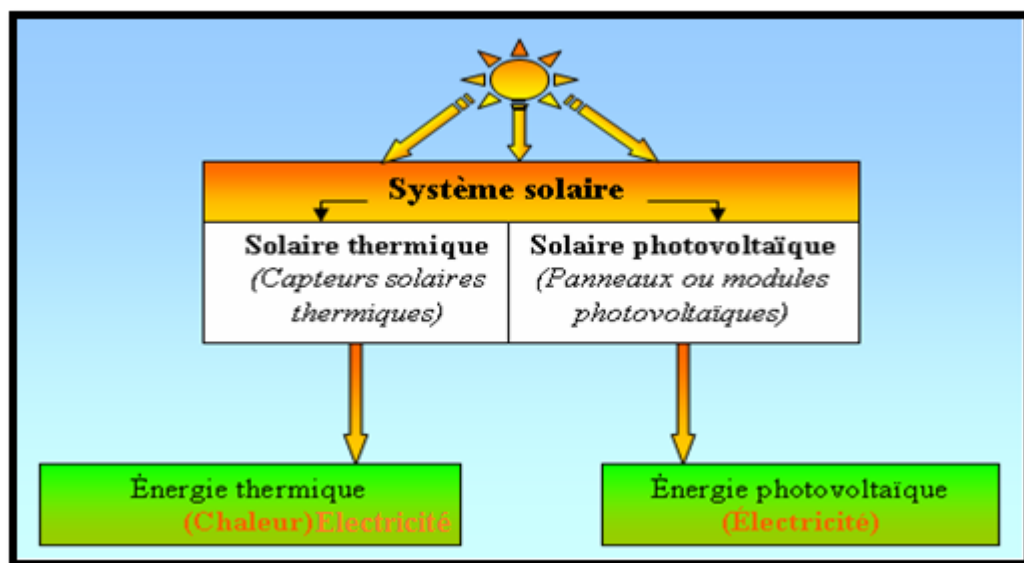 Système solaire
Solaire thermique
(Capteurs solaires
thermiques)
Solaire photovoltaïque
(Panneaux ou modules
photovoltaïques)
Énergie thermique
(Chaleur)Electricité
Énergie photovoltaïque
(Électricité)